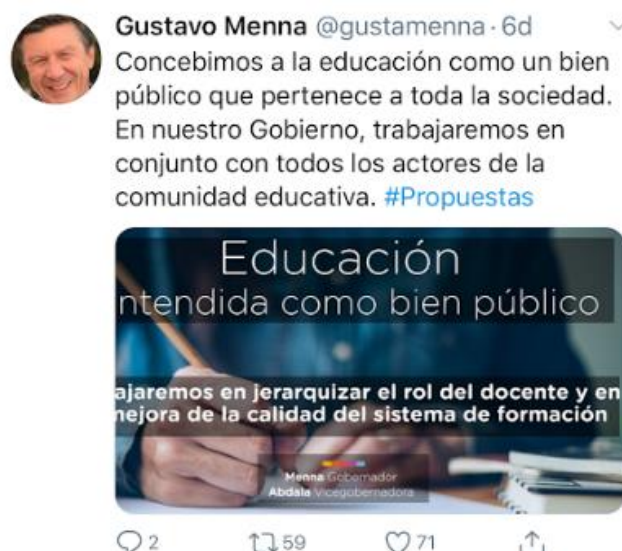 Gustavo Menna @gustamenna · 6d
Concebimos a la educación como un bien
público que pertenece a toda la sociedad.
En nuestro Gobierno, trabajaremos en
conjunto con todos los actores de la
comunidad educativa. #Propuestas
Educación
ntendida como bien público
ajaremos en jerarquizar el rol del docente y en
mejora de la calidad del sistema de formación
Menna Gobernador
Abdala Vicegobernadora
2 59 71